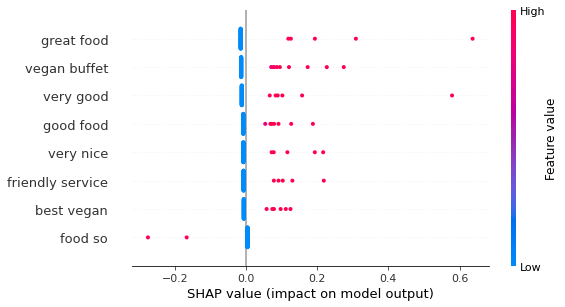 High
great food
vegan buffet
very good
good food
very nice
friendly service
best vegan
food so
Feature value
Low
−0.2 0.0 0.2 0.4 0.6
SHAP value (impact on model output)